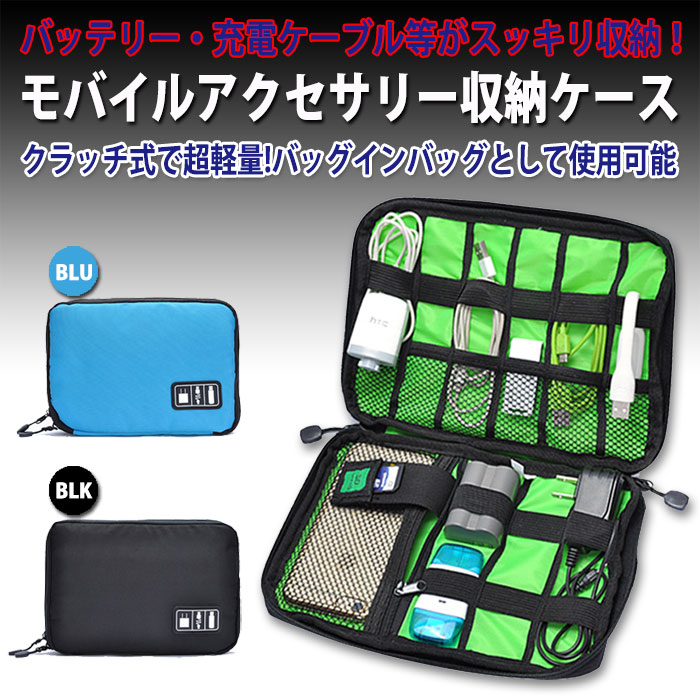 バッテリー・充電ケーブル等がスッキリ収納！
モバイルアクセサリー収納ケース
クラッチ式で超軽量!バッグインバッグとして使用可能
BLU
BLK
hTC